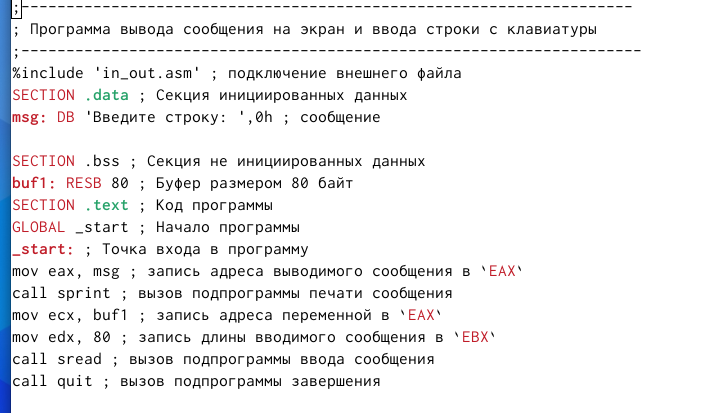 ;--------------------------------------------------------------------
; Программа вывода сообщения на экран и ввода строки с клавиатуры
;---------------------------------------------------------------------
%include 'in_out.asm' ; подключение внешнего файла
SECTION .data ; Секция инициированных данных
msg: DB 'Введите строку: ',0h ; сообщение
SECTION .bss ; Секция не инициированных данных
buf1: RESB 80 ; Буфер размером 80 байт
SECTION .text ; Код программы
GLOBAL _start ; Начало программы
_start: ; Точка входа в программу
mov eax, msg ; запись адреса выводимого сообщения в `EAX`
call sprint ; вызов подпрограммы печати сообщения
mov ecx, buf1 ; запись адреса переменной в `EAX`
mov edx, 80 ; запись длины вводимого сообщения в `EBX`
call sread ; вызов подпрограммы ввода сообщения
call quit ; вызов подпрограммы завершения